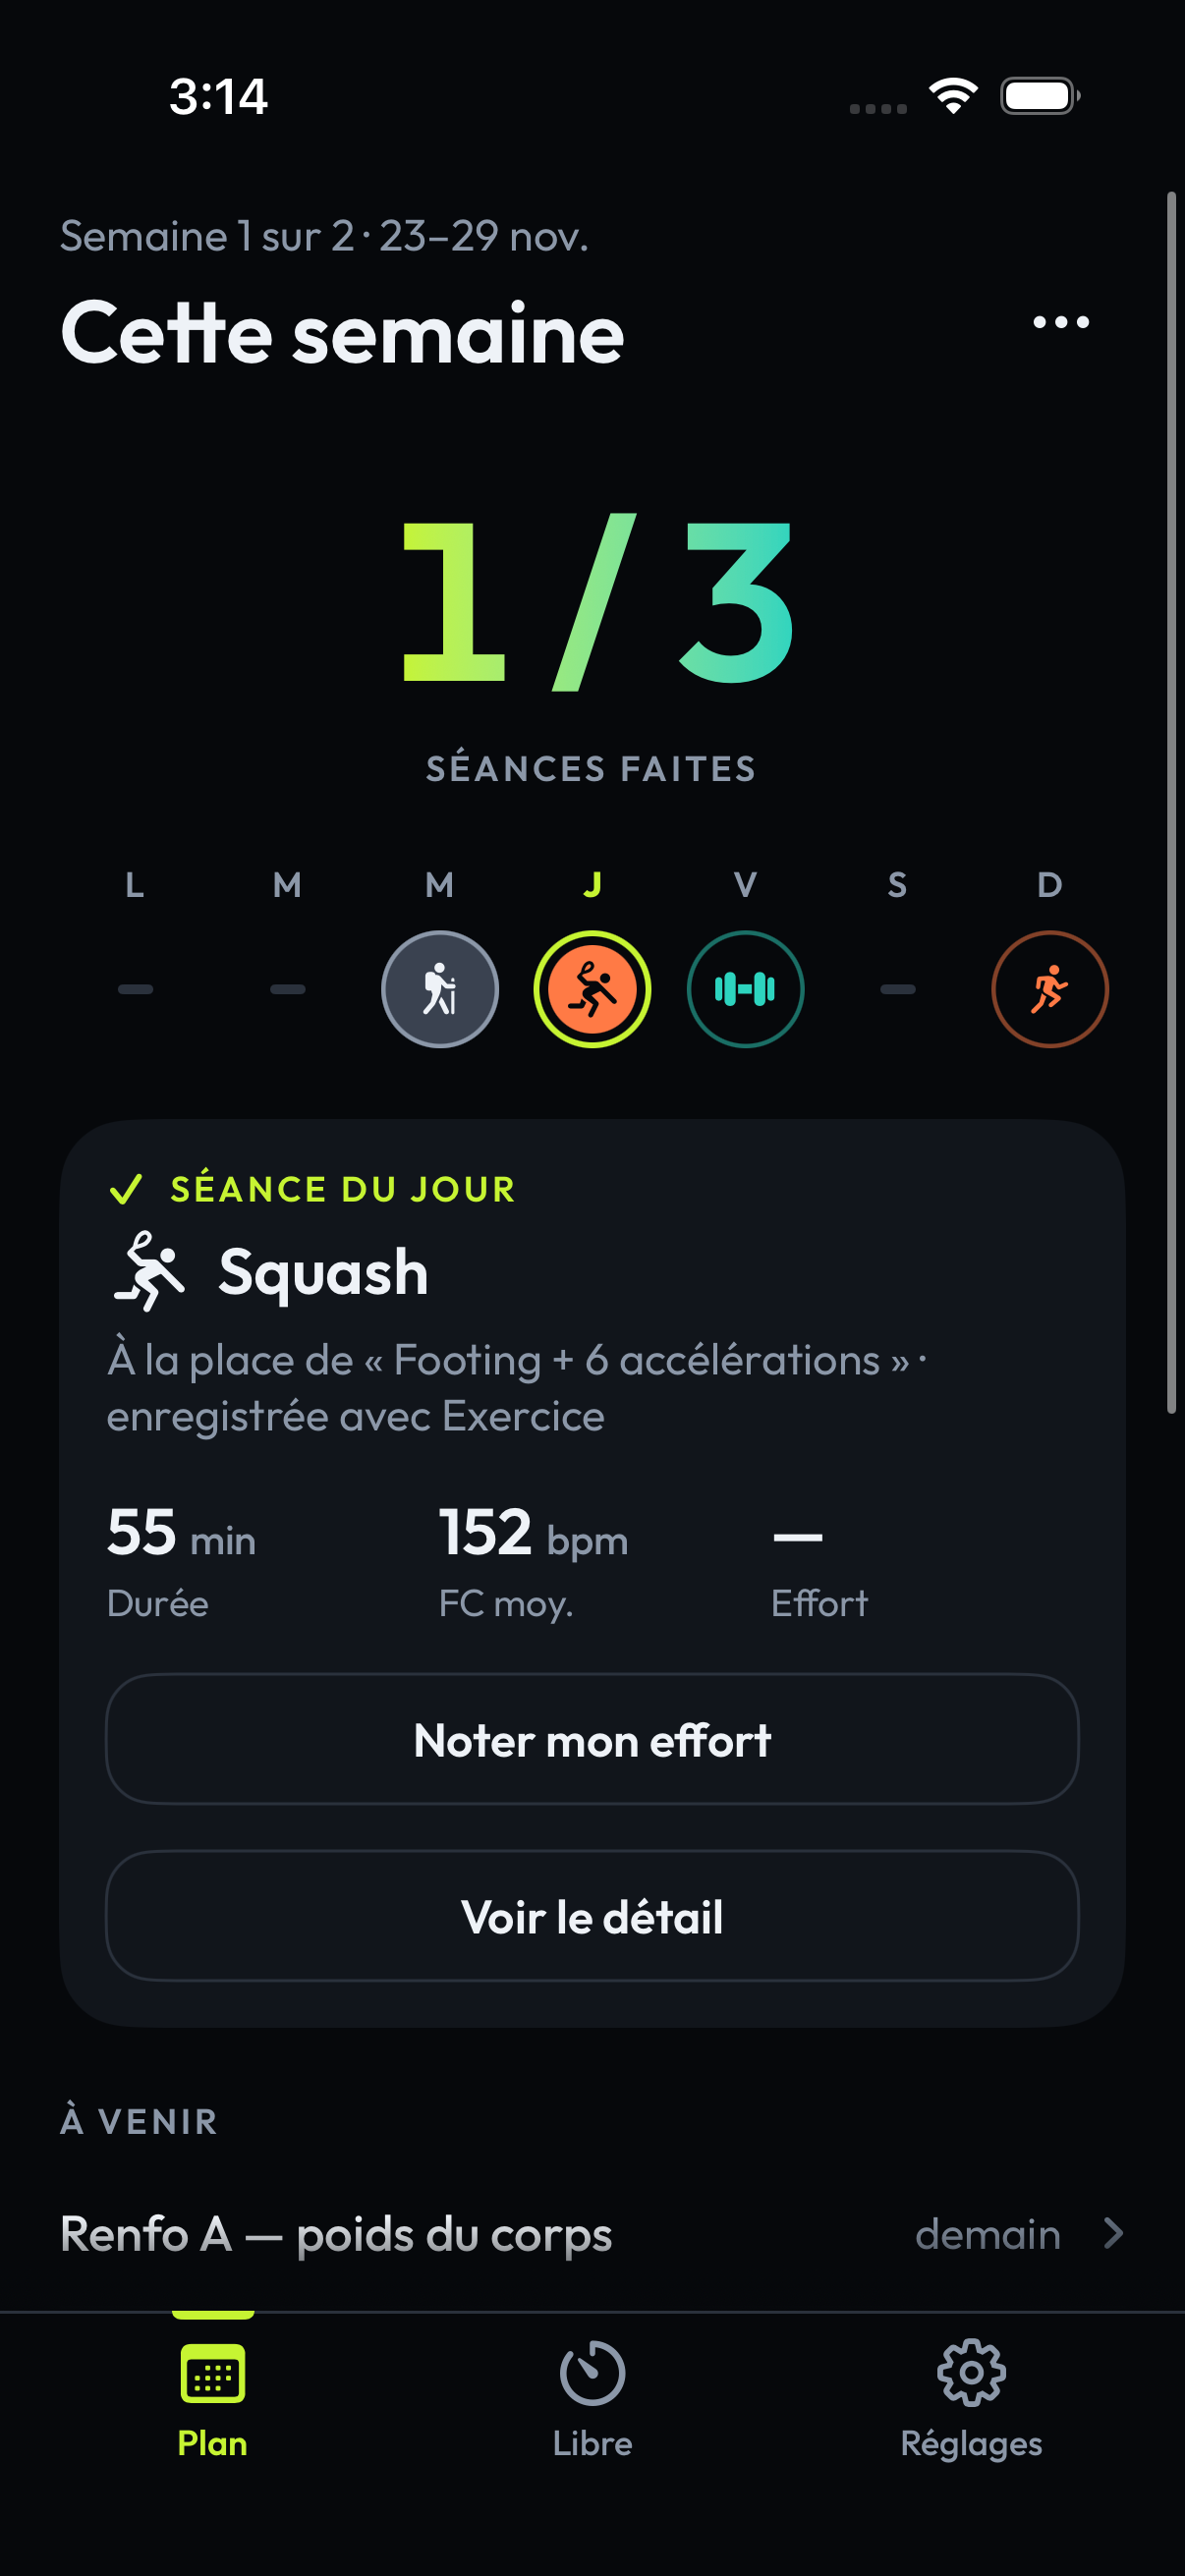 3:14
Semaine 1 sur 2 · 23–29 nov.
Cette semaine
1/3
SÉANCES FAITES
L M M J V S D
SÉANCE DU JOUR
Squash
À la place de « Footing + 6 accélérations » ·
enregistrée avec Exercice
55 min 152 bpm —
Durée FC moy. Effort
Noter mon effort
Voir le détail
À VENIR
Renfo A — poids du corps demain
Plan Libre Réglages